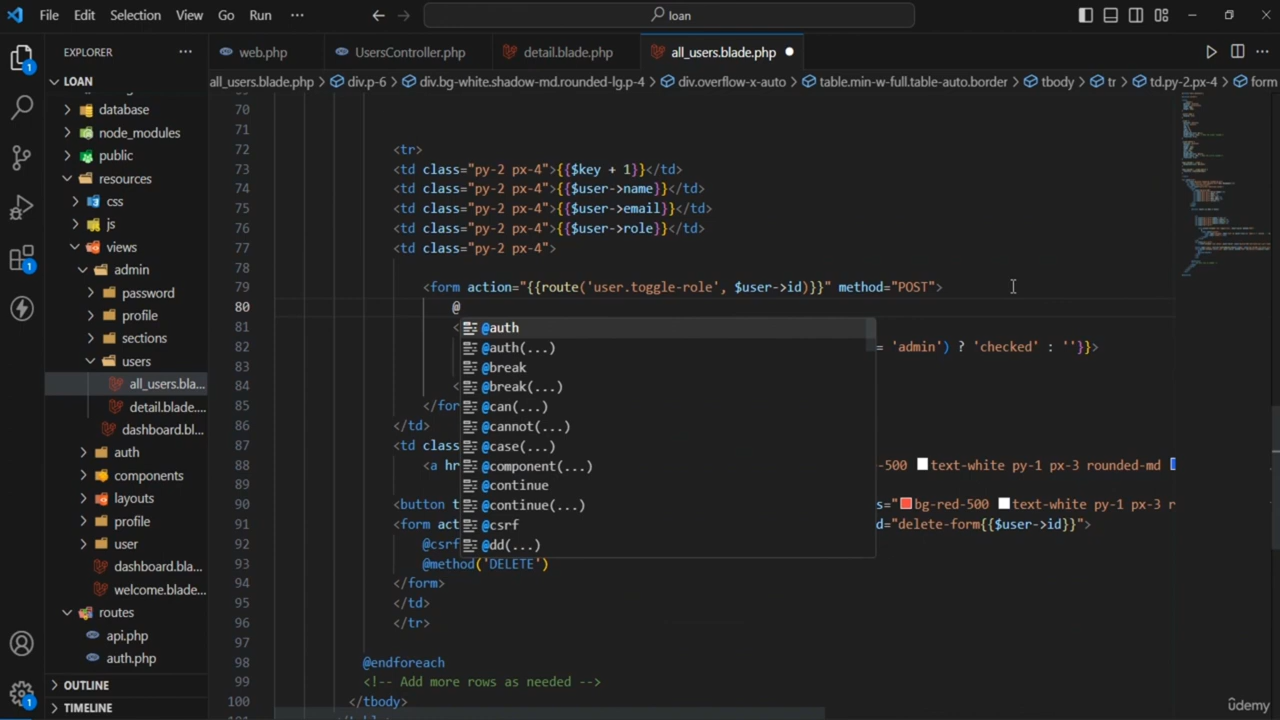 File Edit Selection View Go Run ··· loan
EXPLORER ··· web.php UsersController.php detail.blade.php all_users.blade.php
LOAN
all_users.blade.php > div.p-6 > div.bg-white.shadow-md.rounded-lg.p-4 > div.overflow-x-auto > table.min-w-full.table-auto.border > tbody > tr > td.py-2.px-4 > form
database
node_modules
public
resources
css
js
views
admin
password
profile
sections
users
all_users.bla...
detail.blade....
dashboard.bl...
auth
components
layouts
profile
user
dashboard.bla...
welcome.blade...
routes
api.php
auth.php
OUTLINE
TIMELINE
70
71
72 <tr>
73 <td class="py-2 px-4">{{$key + 1}}</td>
74 <td class="py-2 px-4">{{$user->name}}</td>
75 <td class="py-2 px-4">{{$user->email}}</td>
76 <td class="py-2 px-4">{{$user->role}}</td>
77 <td class="py-2 px-4">
78
79 <form action="{{route('user.toggle-role', $user->id)}}" method="POST">
80 @
81 <
82 = 'admin') ? 'checked' : ''}}>
83
84 <
85 </for
86 </td>
87 <td clas
88 <a hr -500 text-white py-1 px-3 rounded-md
89
90 <button t s="bg-red-500 text-white py-1 px-3 r
91 <form act d="delete-form{{$user->id}}">
92 @csrf
93 @method('DELETE')
94 </form>
95 </td>
96 </tr>
97
98 @endforeach
99 <!-- Add more rows as needed -->
100 </tbody>
@auth
@auth(...)
@break
@break(...)
@can(...)
@cannot(...)
@case(...)
@component(...)
@continue
@continue(...)
@csrf
@dd(...)
ûdemy